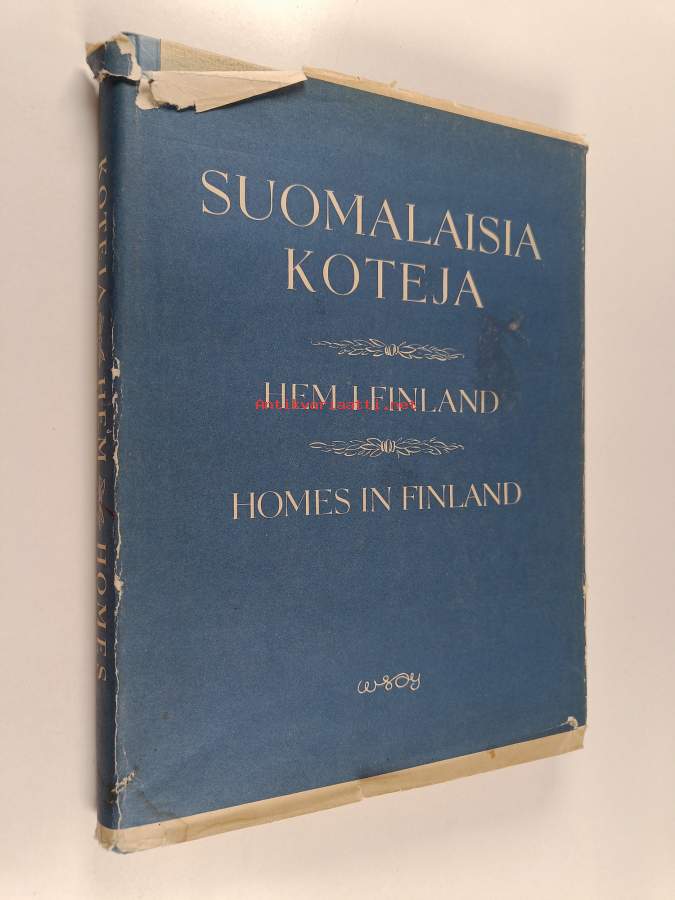 SUOMALAISIA
KOTEJA
HEM I FINLAND
Antikvariaatti.net
HOMES IN FINLAND
WSOY
KOTEJA HEM HOMES